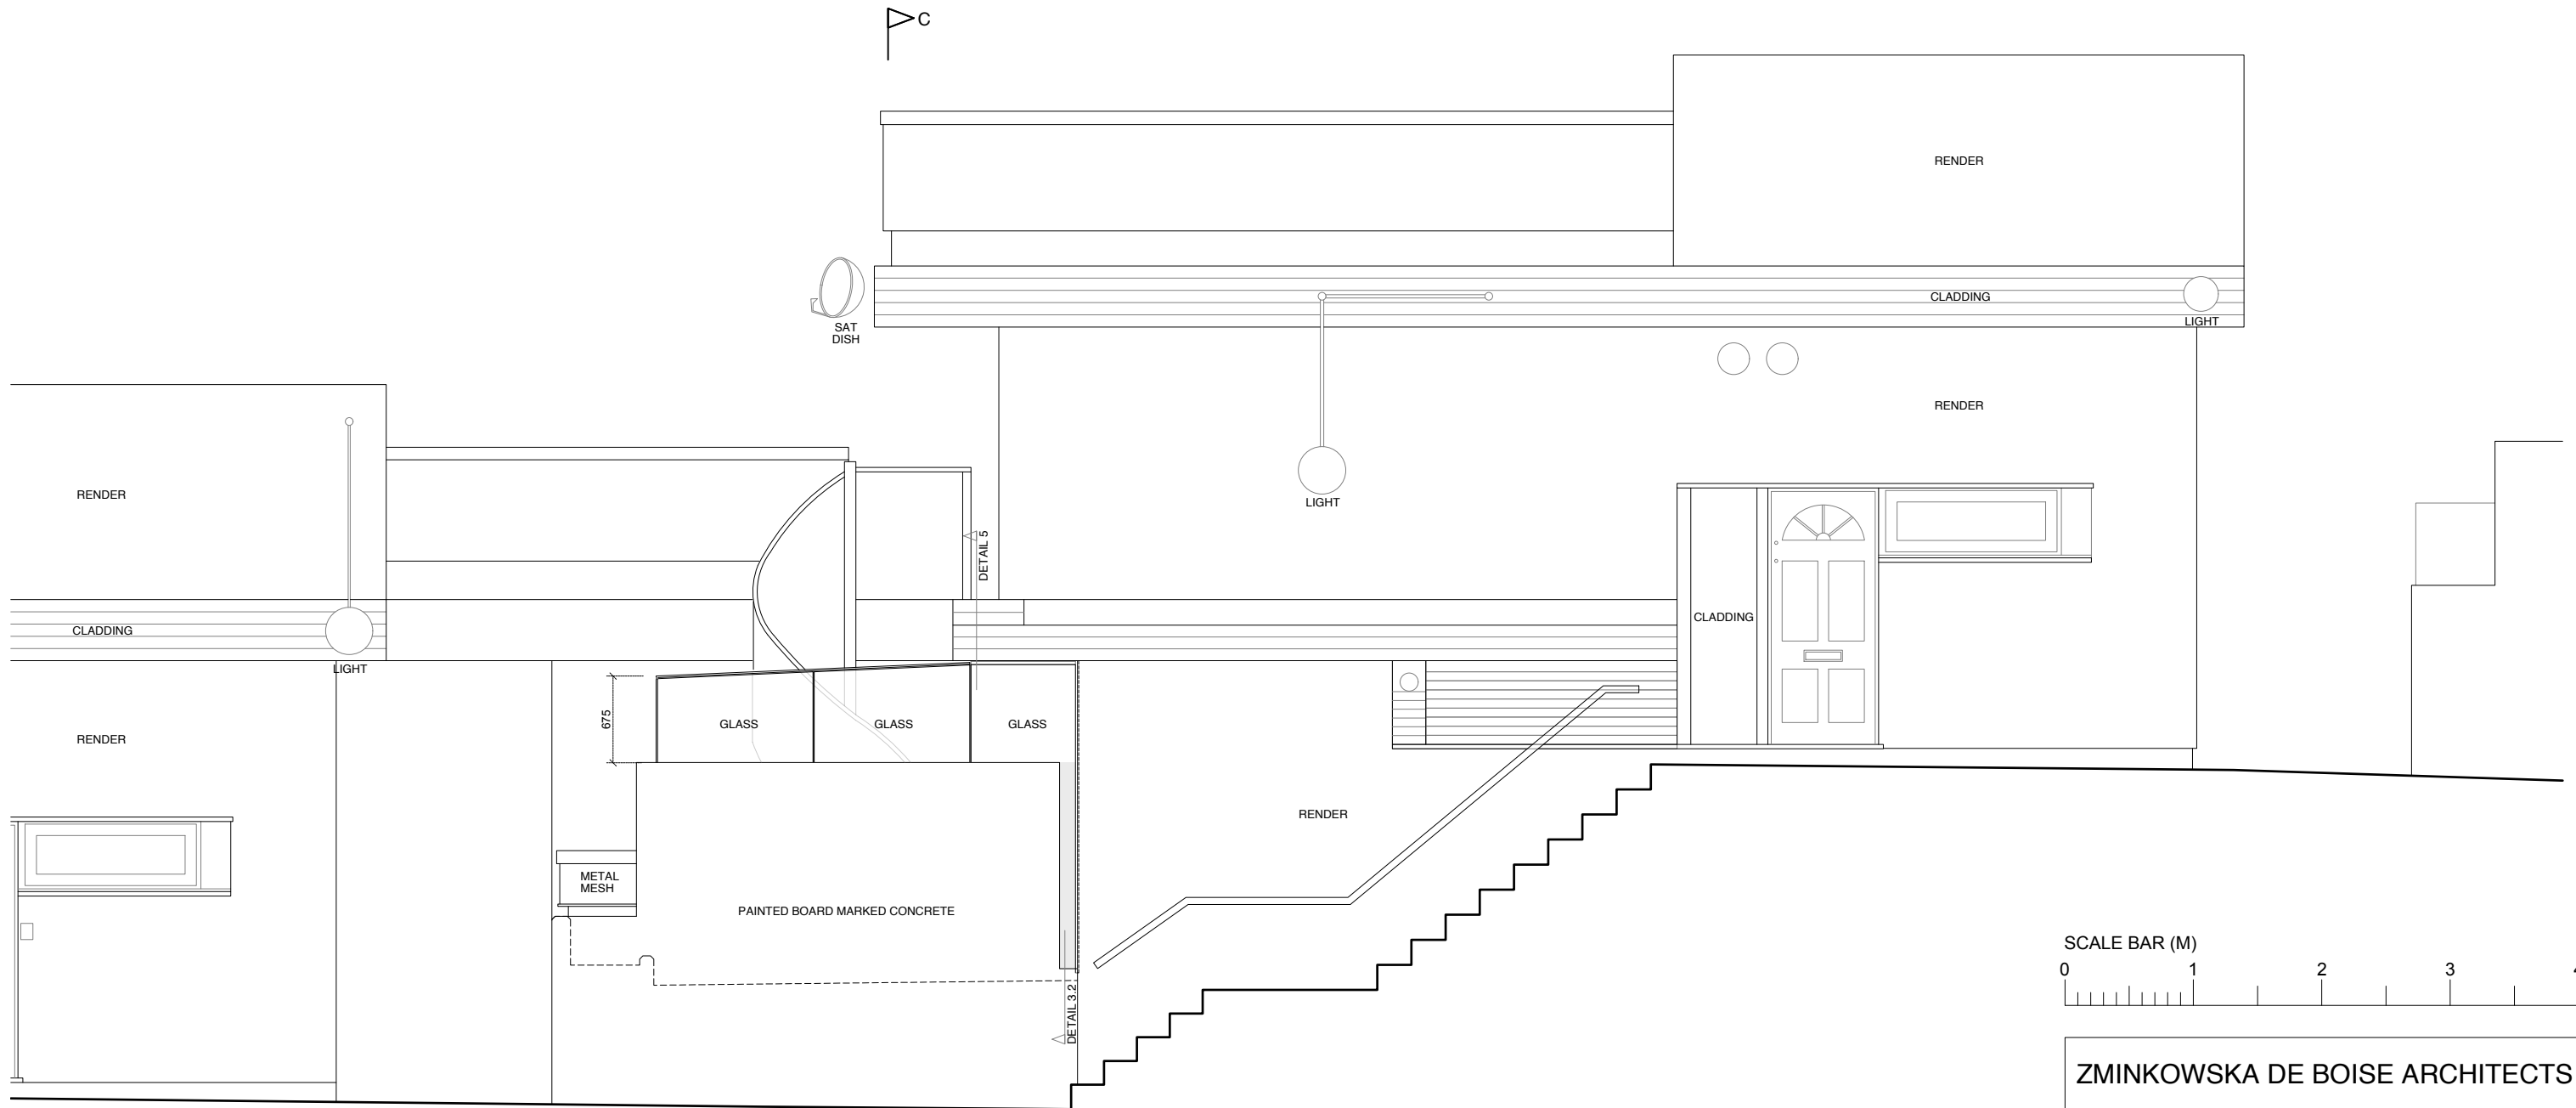 C
RENDER
CLADDING
LIGHT
SAT
DISH
RENDER
LIGHT
RENDER
DETAIL 5
CLADDING
CLADDING
LIGHT
675
GLASS
GLASS
GLASS
RENDER
RENDER
METAL
MESH
PAINTED BOARD MARKED CONCRETE
DETAIL 3.2
SCALE BAR (M)
0 1 2 3
ZMINKOWSKA DE BOISE ARCHITECTS